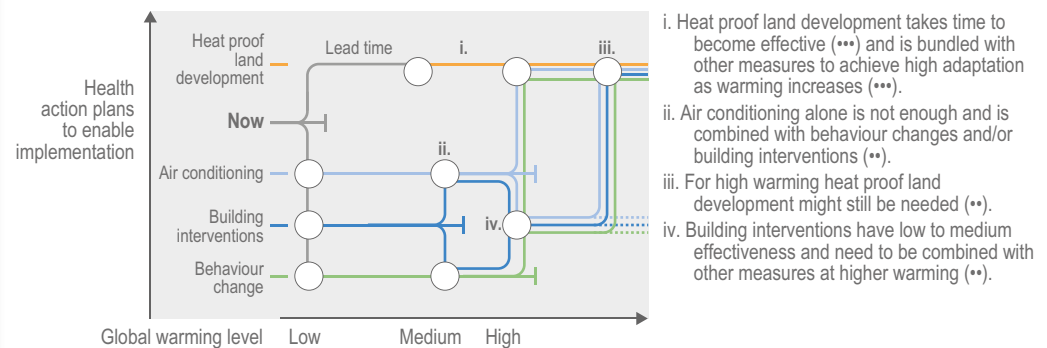 Health
action plans
to enable
implementation
Heat proof
land
development
Lead time
i.
iii.
Now
ii.
Air conditioning
Building
interventions
iv.
Behaviour
change
Global warming level
Low
Medium
High
i. Heat proof land development takes time to
become effective (•••) and is bundled with
other measures to achieve high adaptation
as warming increases (•••).
ii. Air conditioning alone is not enough and is
combined with behaviour changes and/or
building interventions (••).
iii. For high warming heat proof land
development might still be needed (••).
iv. Building interventions have low to medium
effectiveness and need to be combined with
other measures at higher warming (••).